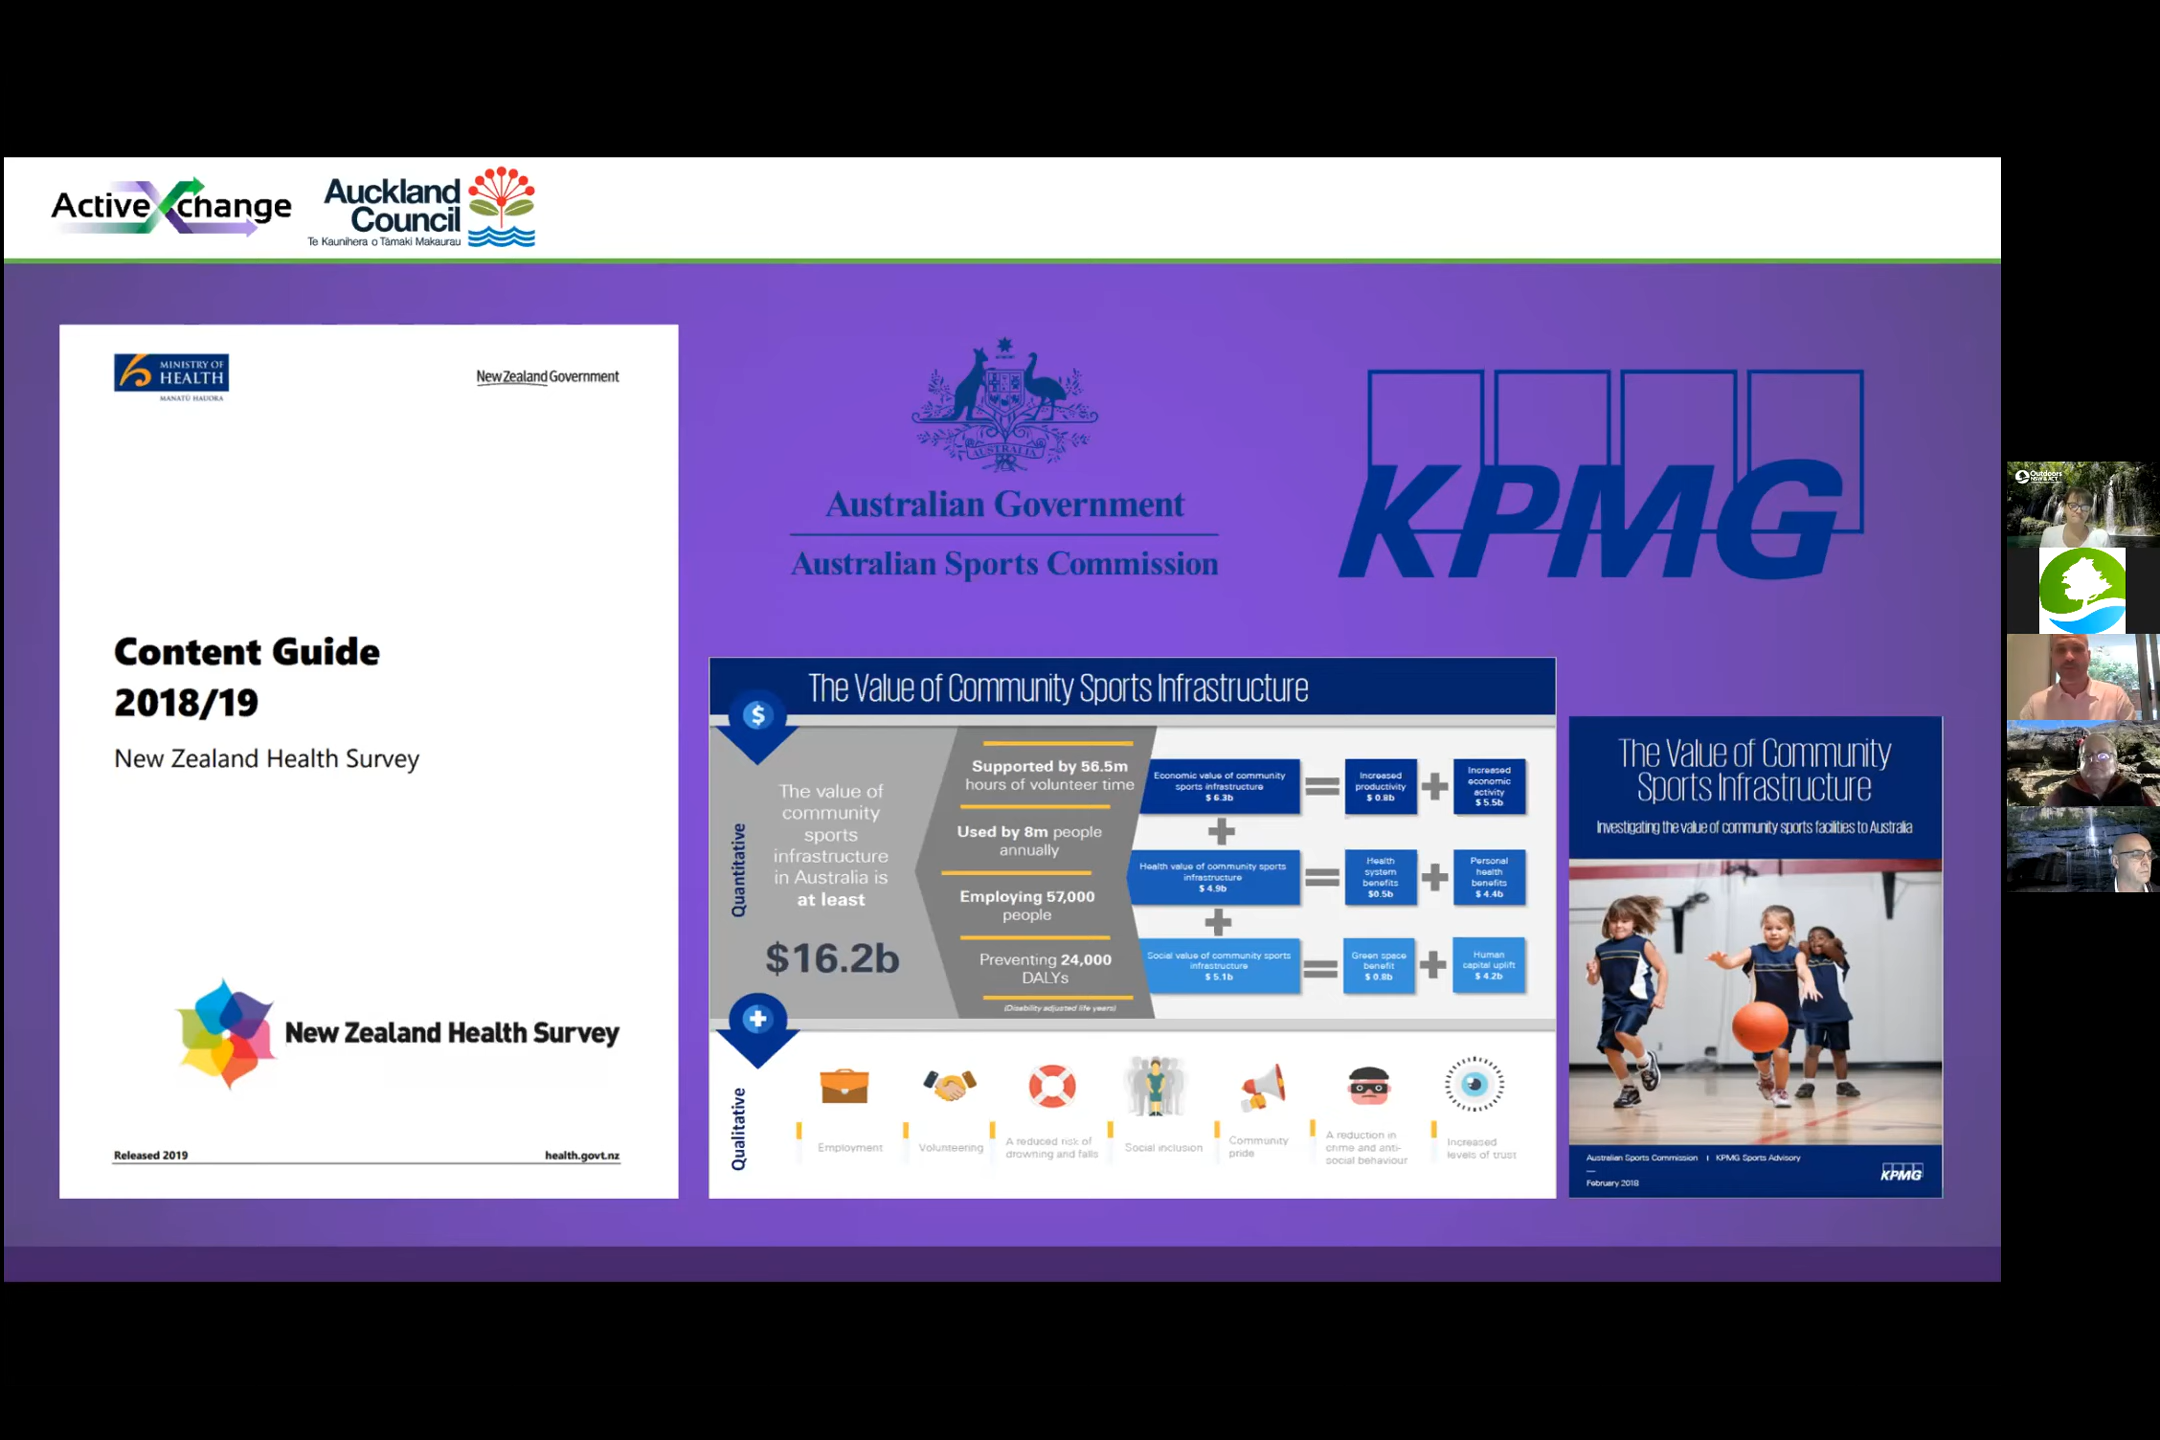 ActiveXchange
Auckland
Council
Te Kaunihera o Tāmaki Makaurau
MINISTRY OF
HEALTH
MANATŪ HAUORA
New Zealand Government
Content Guide
2018/19
New Zealand Health Survey
New Zealand Health Survey
Released 2019
health.govt.nz
AUSTRALIA
Australian Government
Australian Sports Commission
KPMG
The Value of Community Sports Infrastructure
$
Quantitative
The value of
community
sports
infrastructure
in Australia is
at least
$16.2b
Supported by 56.5m
hours of volunteer time
Used by 8m people
annually
Employing 57,000
people
Preventing 24,000
DALYs
(Disability adjusted life years)
Economic value of community
sports infrastructure
$ 6.3b
=
Increased
productivity
$ 0.8b
+
Increased
economic
activity
$ 5.5b
+
Health value of community sports
infrastructure
$ 4.9b
=
Health
system
benefits
$0.5b
+
Personal
health
benefits
$ 4.4b
+
Social value of community sports
infrastructure
$ 5.1b
=
Green space
benefit
$ 0.8b
+
Human
capital uplift
$ 4.2b
+
Qualitative
Employment
Volunteering
A reduced risk of
drowning and falls
Social inclusion
Community
pride
A reduction in
crime and anti-
social behaviour
Increased
levels of trust
The Value of Community
Sports Infrastructure
Investigating the value of community sports facilities to Australia
Australian Sports Commission | KPMG Sports Advisory
—
February 2018
KPMG
Outdoors
NSW & ACT